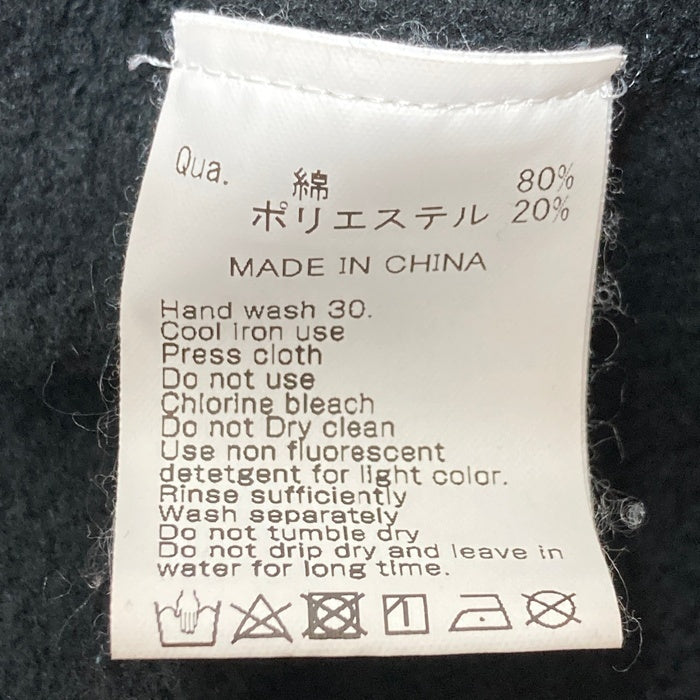 Qua. 綿 80%
ポリエステル 20%
MADE IN CHINA
Hand wash 30.
Cool iron use
Press cloth
Do not use
Chlorine bleach
Do not Dry clean
Use non fluorescent
detetgent for light color.
Rinse sufficiently
Wash separately
Do not tumble dry
Do not drip dry and leave in
water for long time.
1